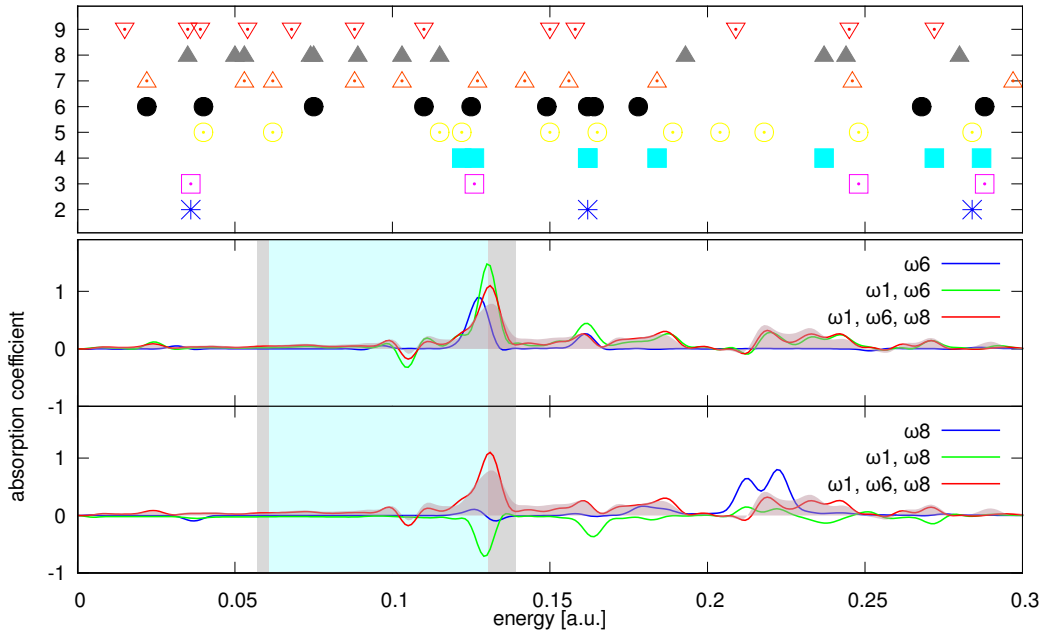 9
8
7
6
5
4
3
2
1
0
-1
1
0
-1
absorption coefficient
ω6
ω1, ω6
ω1, ω6, ω8
ω8
ω1, ω8
ω1, ω6, ω8
0
0.05
0.1
0.15
0.2
0.25
0.3
energy [a.u.]